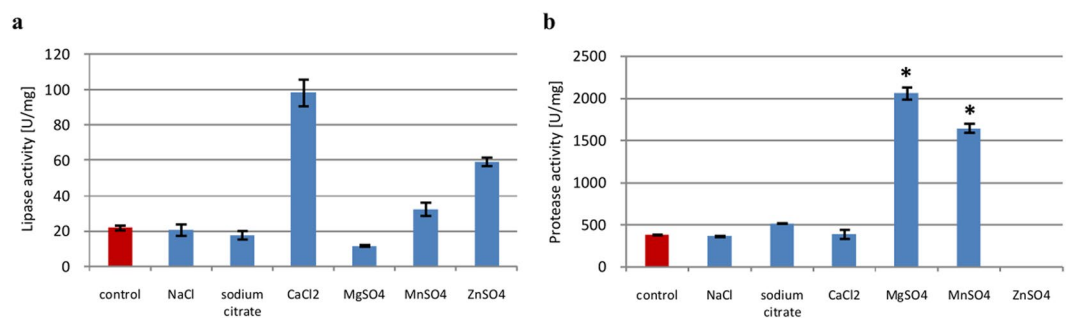 a
Lipase activity [U/mg]
120
100
80
60
40
20
0
control NaCl sodium citrate CaCl2 MgSO4 MnSO4 ZnSO4
b
Protease activity [U/mg]
2500
2000
1500
1000
500
0
* *
control NaCl sodium citrate CaCl2 MgSO4 MnSO4 ZnSO4